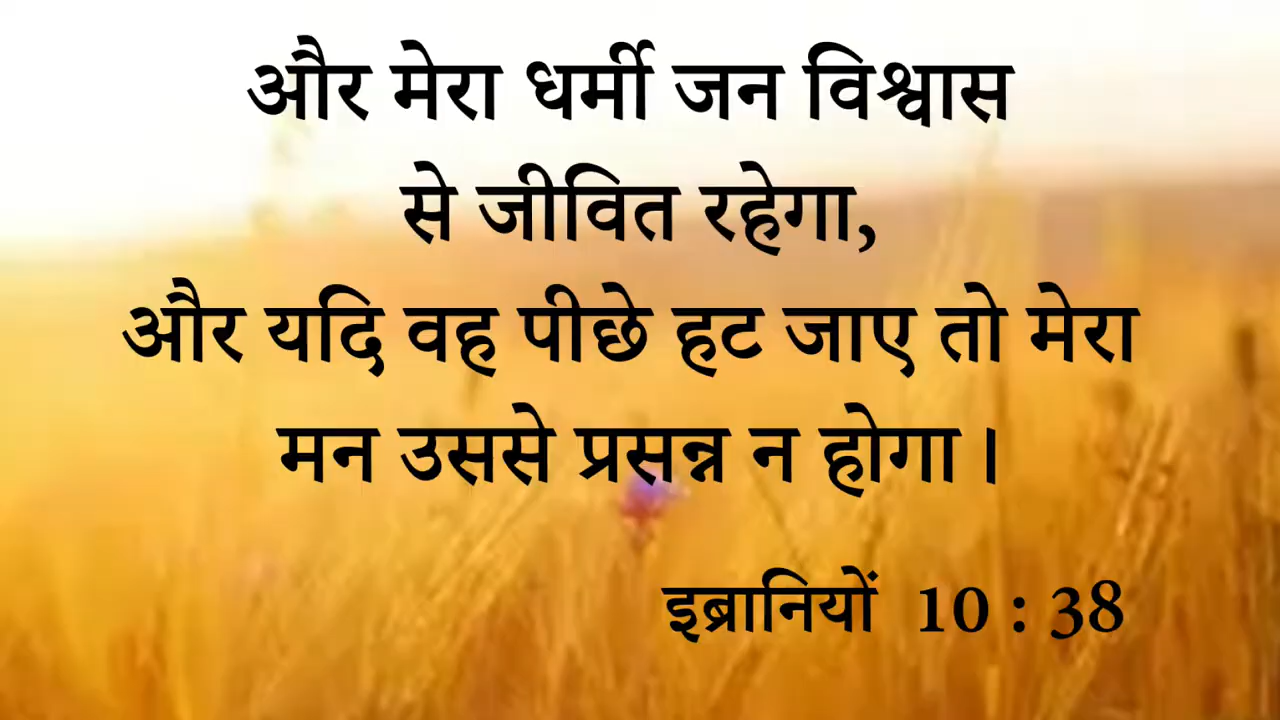 और मेरा धर्मी जन विश्वास
से जीवित रहेगा,
और यदि वह पीछे हट जाए तो मेरा
मन उससे प्रसन्न न होगा।
इब्रानियों 10 : 38